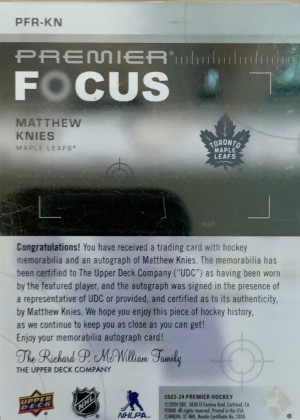 PFR-KN
PREMIER
FOCUS
MATTHEW
KNIES
MAPLE LEAFS®
TORONTO
MAPLE
LEAFS
Congratulations! You have received a trading card with hockey
memorabilia and an autograph of Matthew Knies. The memorabilia has
been certified to The Upper Deck Company ("UDC") as having been worn
by the featured player, and the autograph was signed in the presence of
a representative of UDC or provided, and certified as to its authenticity,
by Matthew Knies. We hope you enjoy this piece of hockey history,
as we continue to keep you as close as you can get!
Enjoy your memorabilia autograph card!
The Richard P. McWilliam Family
THE UPPER DECK COMPANY
UPPER
DECK
NHL
NHLPA
2023-24 PREMIER HOCKEY